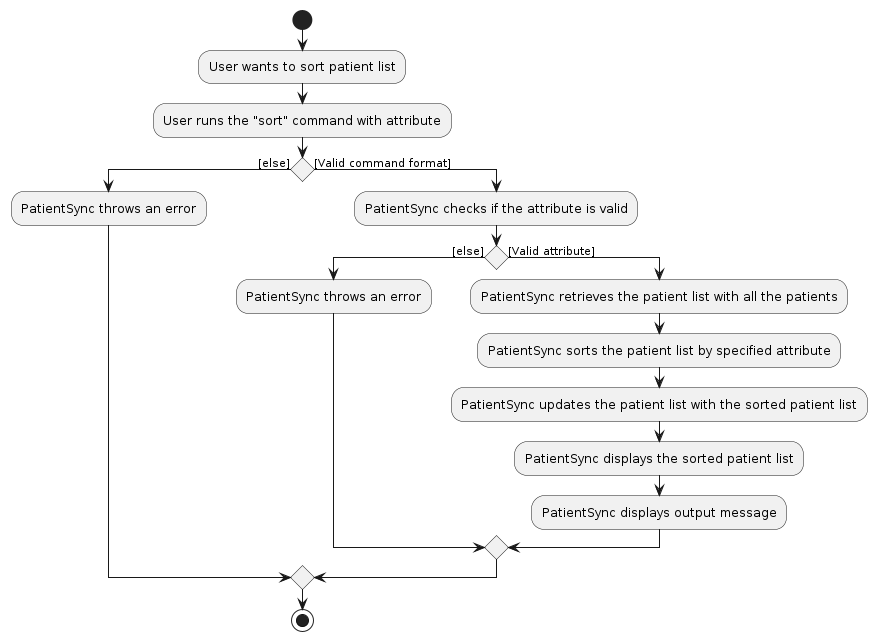 User wants to sort patient list
User runs the "sort" command with attribute
[else]
[Valid command format]
PatientSync throws an error
PatientSync checks if the attribute is valid
[else]
[Valid attribute]
PatientSync throws an error
PatientSync retrieves the patient list with all the patients
PatientSync sorts the patient list by specified attribute
PatientSync updates the patient list with the sorted patient list
PatientSync displays the sorted patient list
PatientSync displays output message